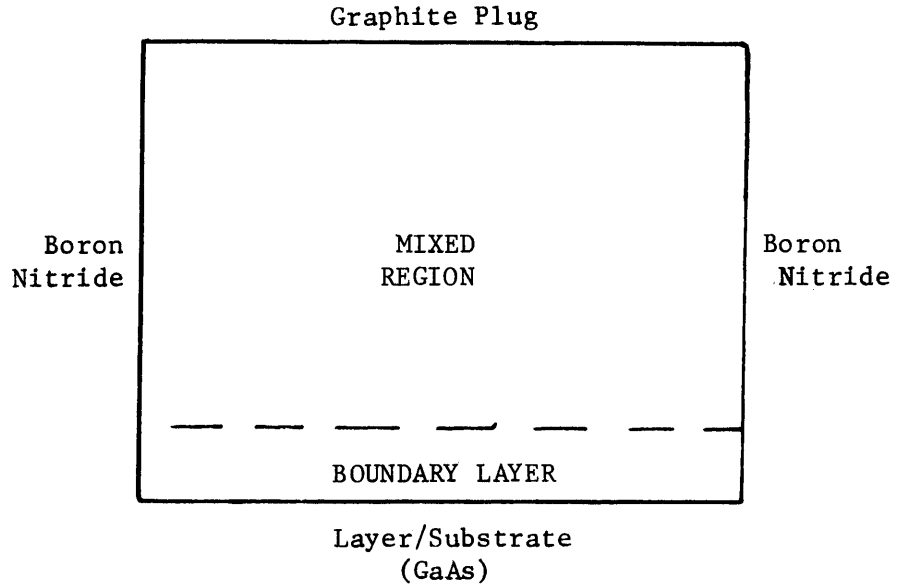 Graphite Plug
Boron
Nitride
MIXED
REGION
Boron
Nitride
BOUNDARY LAYER
Layer/Substrate
(GaAs)